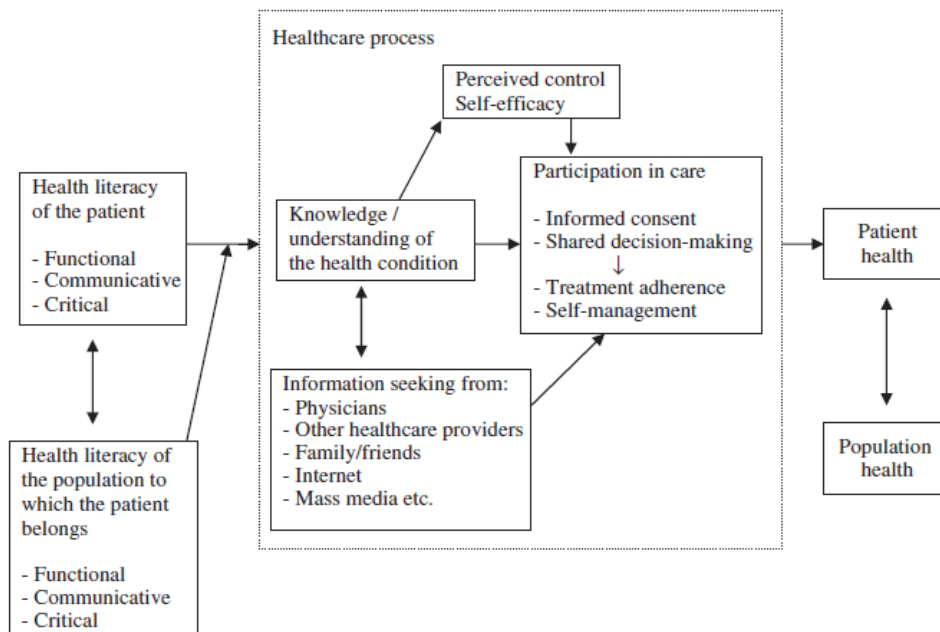 Healthcare process
Perceived control
Self-efficacy
Health literacy
of the patient
- Functional
- Communicative
- Critical
Knowledge /
understanding of
the health condition
Participation in care
- Informed consent
- Shared decision-making
↓
- Treatment adherence
- Self-management
Patient
health
Health literacy of
the population to
which the patient
belongs
- Functional
- Communicative
- Critical
Information seeking from:
- Physicians
- Other healthcare providers
- Family/friends
- Internet
- Mass media etc.
Population
health